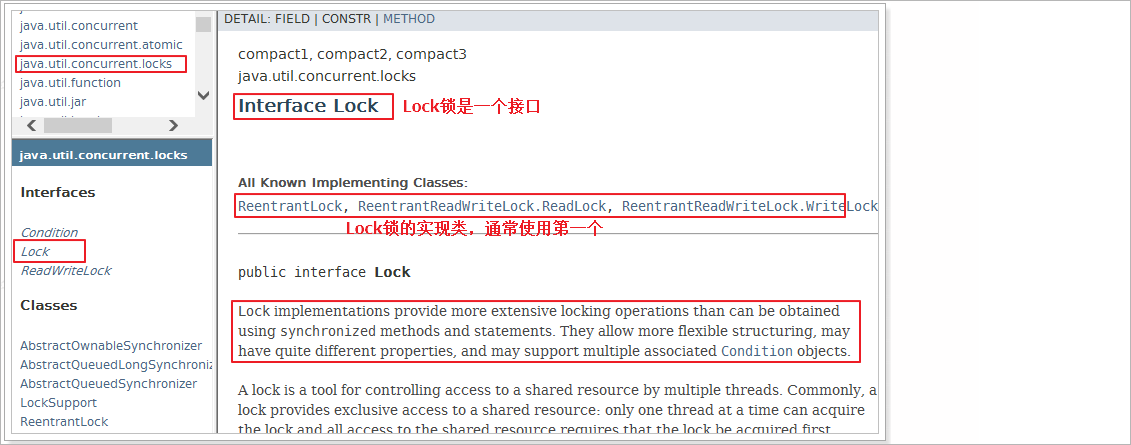 java.util.concurrent
java.util.concurrent.atomic
java.util.concurrent.locks
java.util.function
java.util.jar
java.util.concurrent.locks
Interfaces
Condition
Lock
ReadWriteLock
Classes
AbstractOwnableSynchronizer
AbstractQueuedLongSynchroniz
AbstractQueuedSynchronizer
LockSupport
ReentrantLock
DETAIL: FIELD | CONSTR | METHOD
compact1, compact2, compact3
java.util.concurrent.locks
Interface Lock Lock锁是一个接口
All Known Implementing Classes:
ReentrantLock, ReentrantReadWriteLock.ReadLock, ReentrantReadWriteLock.WriteLock
Lock锁的实现类，通常使用第一个
public interface Lock
Lock implementations provide more extensive locking operations than can be obtained
using synchronized methods and statements. They allow more flexible structuring, may
have quite different properties, and may support multiple associated Condition objects.
A lock is a tool for controlling access to a shared resource by multiple threads. Commonly, a
lock provides exclusive access to a shared resource: only one thread at a time can acquire
the lock and all access to the shared resource requires that the lock be acquired first.